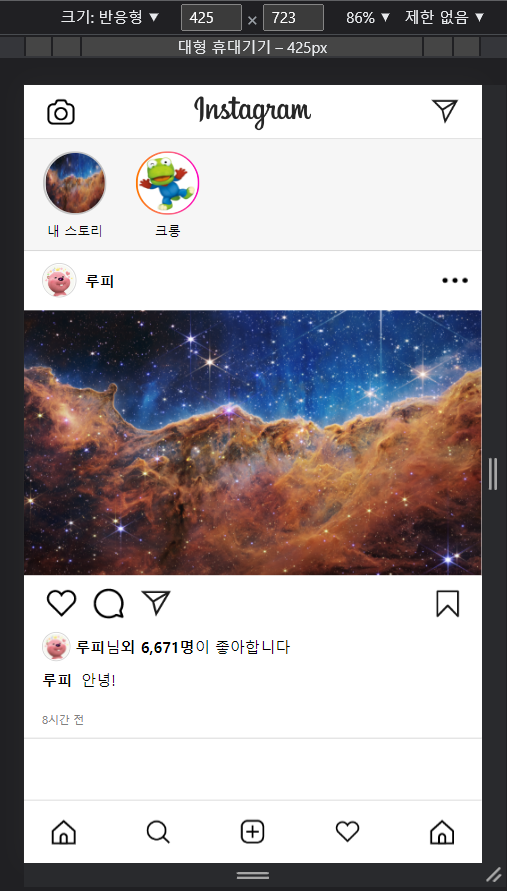 크기: 반응형 ▼ 425 × 723 86% ▼ 제한 없음 ▼
대형 휴대기기 – 425px
Instagram
내 스토리 크롱
루피
루피님외 6,671명이 좋아합니다
루피 안녕!
8시간 전